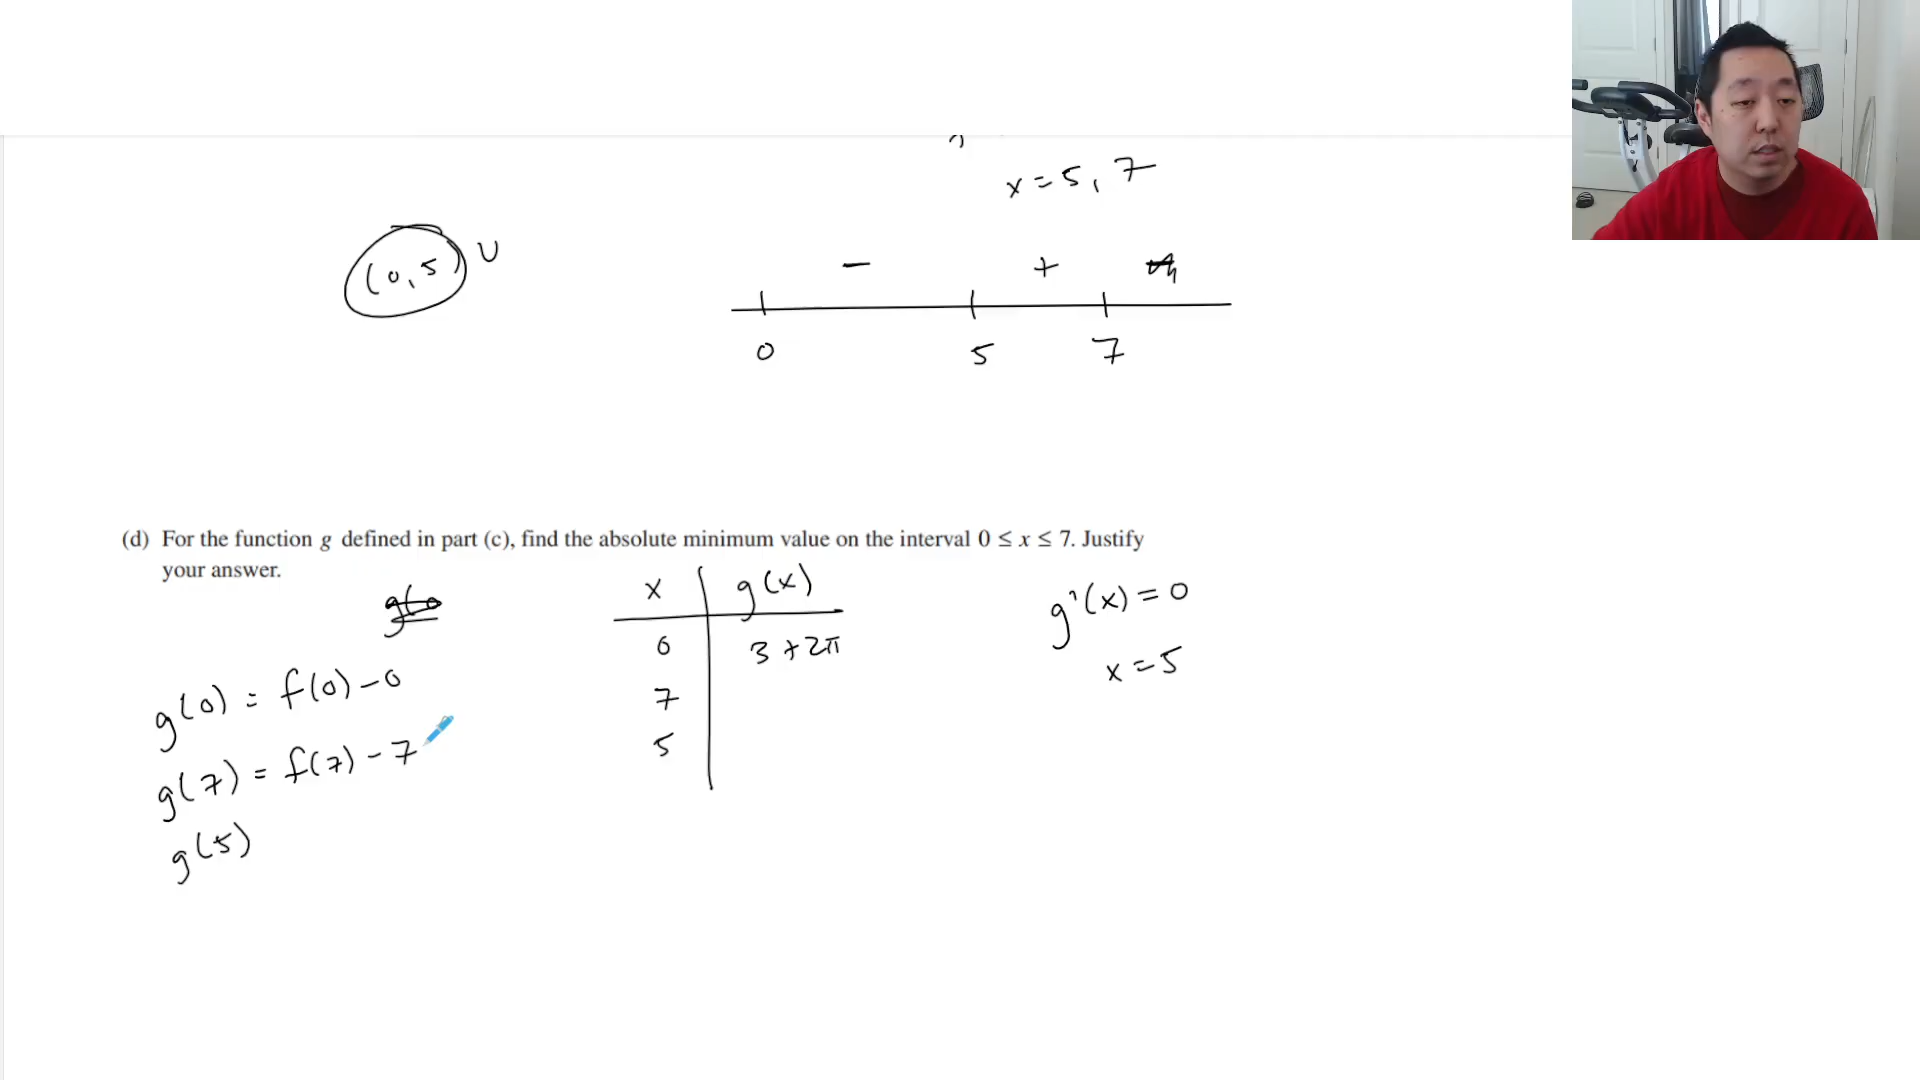 x = 5, 7
(0, 5) ∪
− +
0 5 7
(d) For the function g defined in part (c), find the absolute minimum value on the interval 0 ≤ x ≤ 7. Justify
your answer.
x g(x)
0 3 + 2π
7
5
g'(x) = 0
x = 5
g(0
g(0) = f(0) − 0
g(7) = f(7) − 7
g(5)